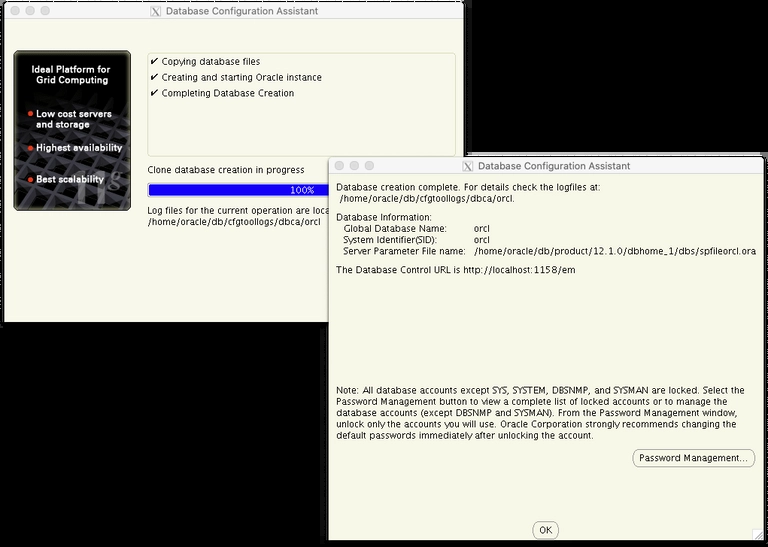 Database Configuration Assistant
Ideal Platform for
Grid Computing
Low cost servers
and storage
Highest availability
Best scalability
✔ Copying database files
✔ Creating and starting Oracle instance
✔ Completing Database Creation
Clone database creation in progress
100%
Log files for the current operation are
/home/oracle/db/cfgtoollogs/dbca/orcl
Database Configuration Assistant
Database creation complete. For details check the logfiles at:
/home/oracle/db/cfgtoollogs/dbca/orcl.
Database Information:
Global Database Name: orcl
System Identifier(SID): orcl
Server Parameter File name: /home/oracle/db/product/12.1.0/dbhome_1/dbs/spfileorcl.ora
The Database Control URL is http://localhost:1158/em
Note: All database accounts except SYS, SYSTEM, DBSNMP, and SYSMAN are locked. Select the
Password Management button to view a complete list of locked accounts or to manage the
database accounts (except DBSNMP and SYSMAN). From the Password Management window,
unlock only the accounts you will use. Oracle Corporation strongly recommends changing the
default passwords immediately after unlocking the account.
Password Management...
OK